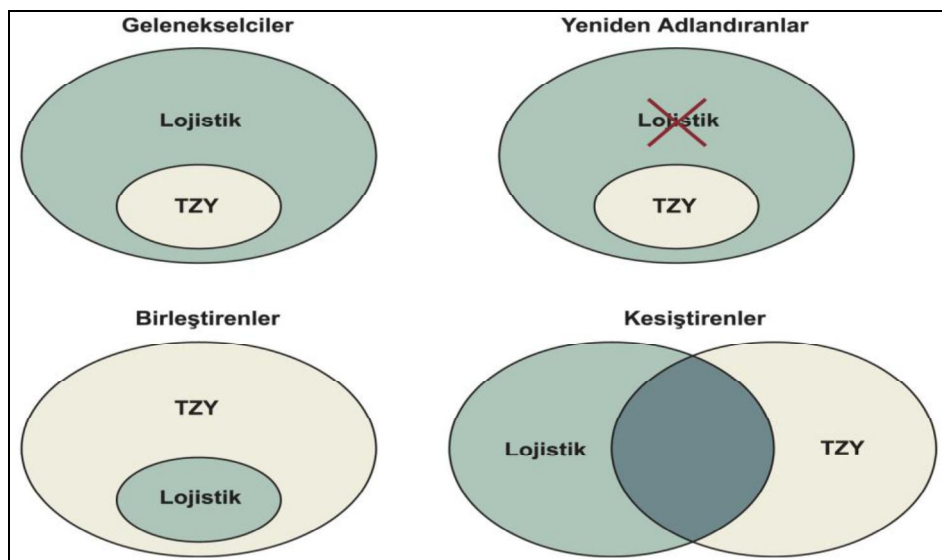 Gelenekselciler
Yeniden Adlandıranlar
Lojistik
TZY
Lojistik
TZY
Birleştirenler
Kesiştirenler
TZY
Lojistik
Lojistik
TZY